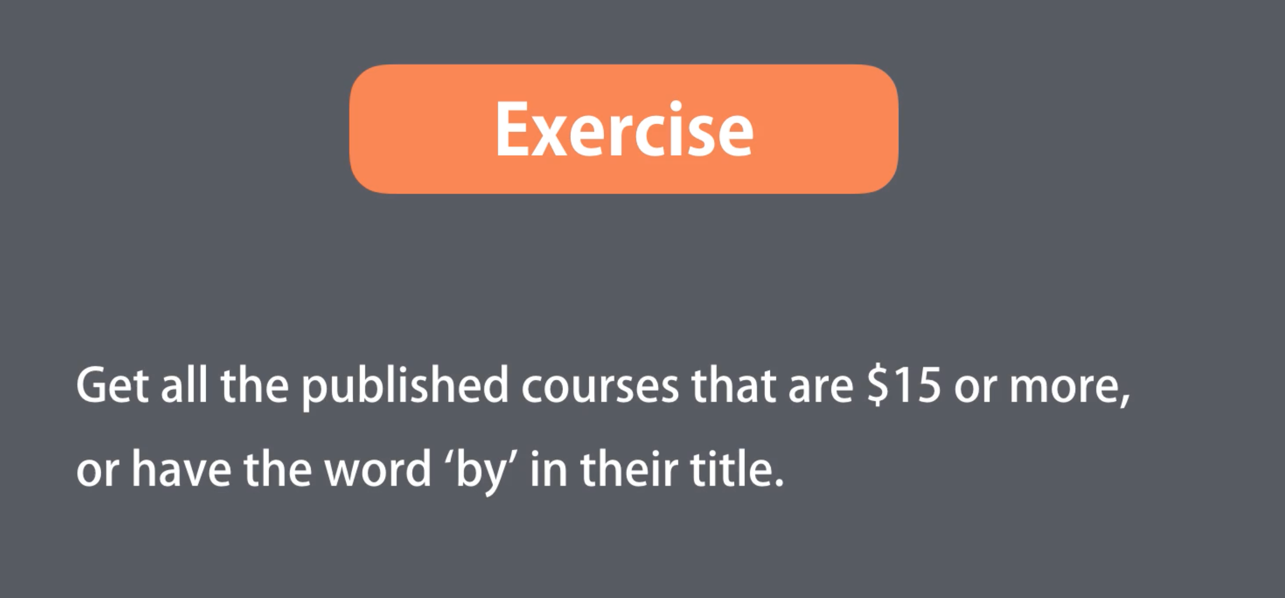 Exercise
Get all the published courses that are $15 or more,
or have the word ‘by’ in their title.